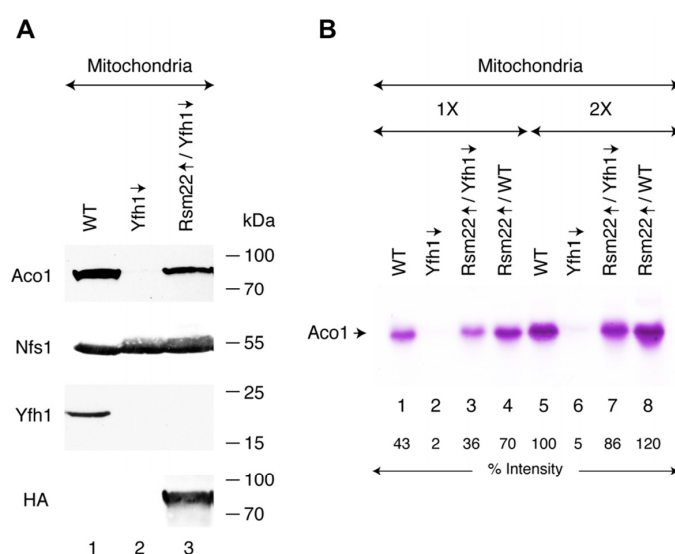 A
Mitochondria
WT
Yfh1↓
Rsm22↑/ Yfh1↓
kDa
Aco1
100
70
Nfs1
55
Yfh1
25
15
HA
100
70
1 2 3
B
Mitochondria
1X 2X
WT
Yfh1↓
Rsm22↑/ Yfh1↓
Rsm22↑/ WT
WT
Yfh1↓
Rsm22↑/ Yfh1↓
Rsm22↑/ WT
Aco1
1 2 3 4 5 6 7 8
43 2 36 70 100 5 86 120
% Intensity